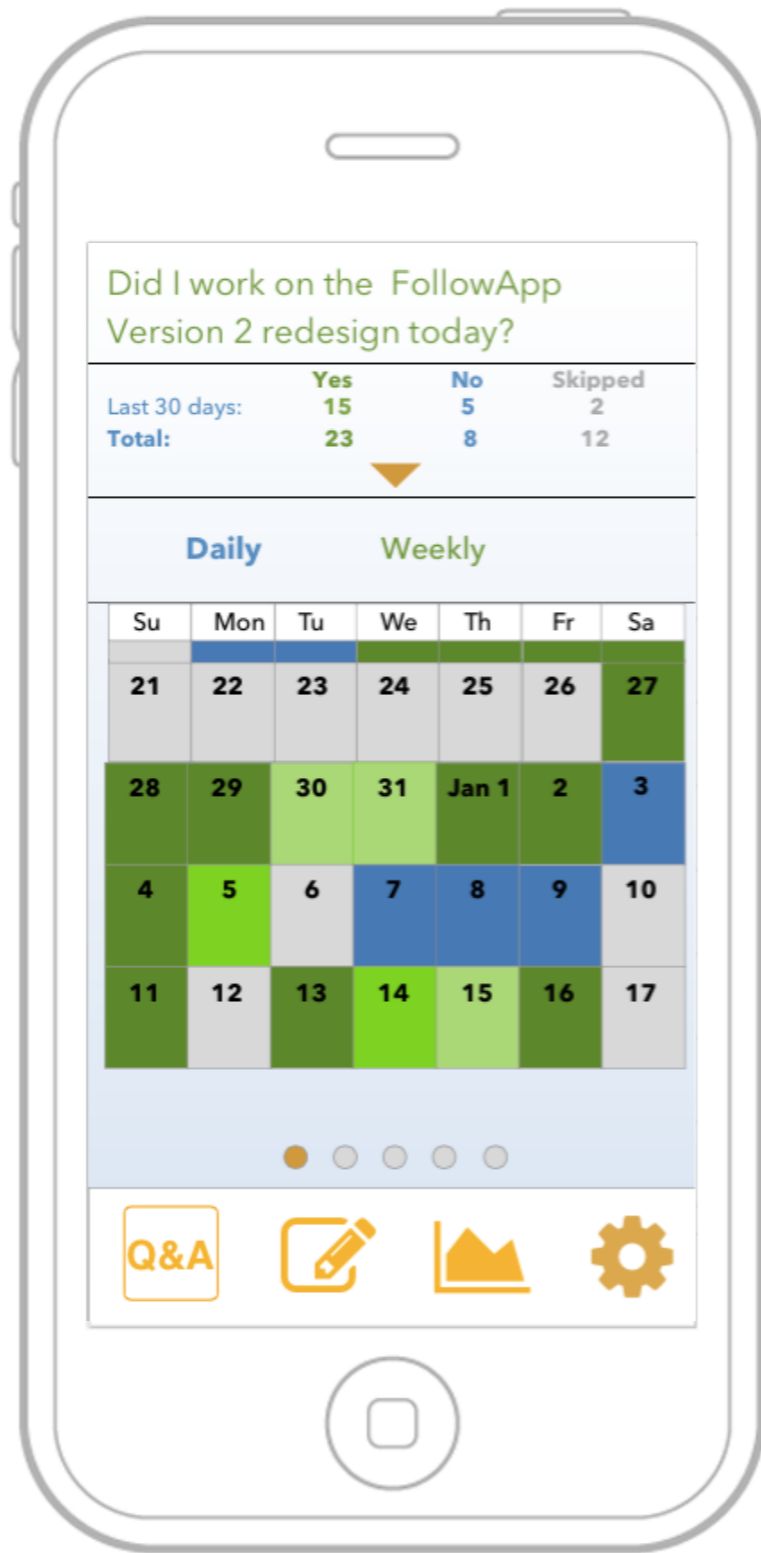 Did I work on the FollowApp
Version 2 redesign today?
Yes No Skipped
Last 30 days: 15 5 2
Total: 23 8 12
Daily Weekly
Su Mon Tu We Th Fr Sa
21 22 23 24 25 26 27
28 29 30 31 Jan 1 2 3
4 5 6 7 8 9 10
11 12 13 14 15 16 17
Q&A